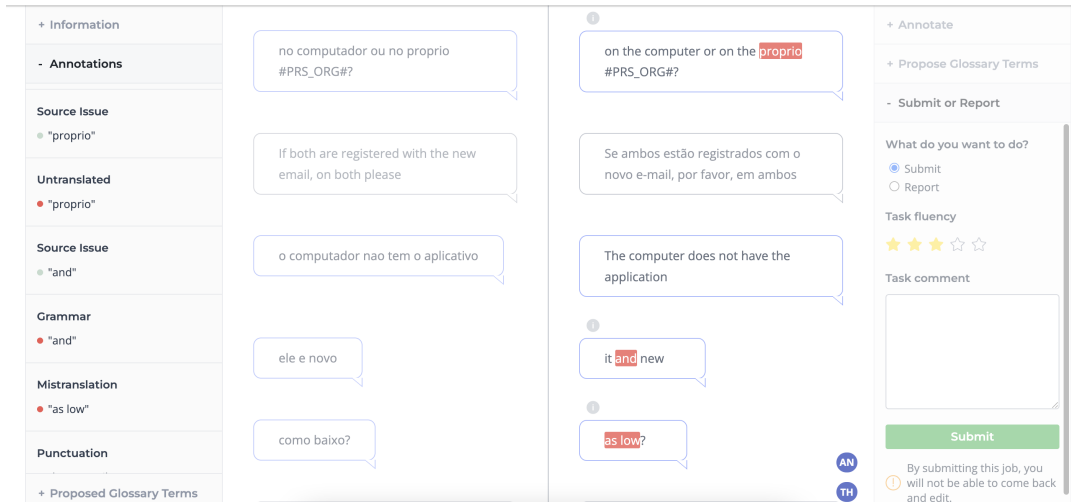 + Information
- Annotations
Source Issue
"proprio"
Untranslated
"proprio"
Source Issue
"and"
Grammar
"and"
Mistranslation
"as low"
Punctuation
+ Proposed Glossary Terms
no computador ou no proprio
#PRS_ORG#?
If both are registered with the new
email, on both please
o computador nao tem o aplicativo
ele e novo
como baixo?
i
on the computer or on the proprio
#PRS_ORG#?
Se ambos estão registrados com o
novo e-mail, por favor, em ambos
The computer does not have the
application
i
it and new
i
as low?
AN
TH
+ Annotate
+ Propose Glossary Terms
- Submit or Report
What do you want to do?
Submit
Report
Task fluency
Task comment
Submit
By submitting this job, you
will not be able to come back
and edit.